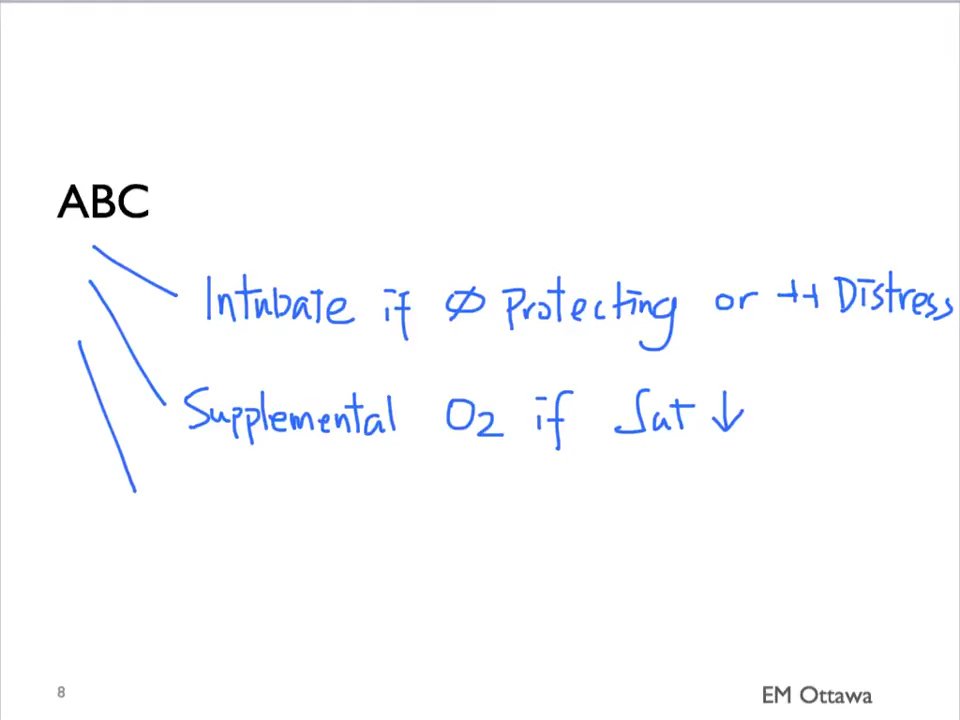 ABC
Intubate if Ø Protecting or ++ Distress
Supplemental O2 if Sat ↓
8
EM Ottawa